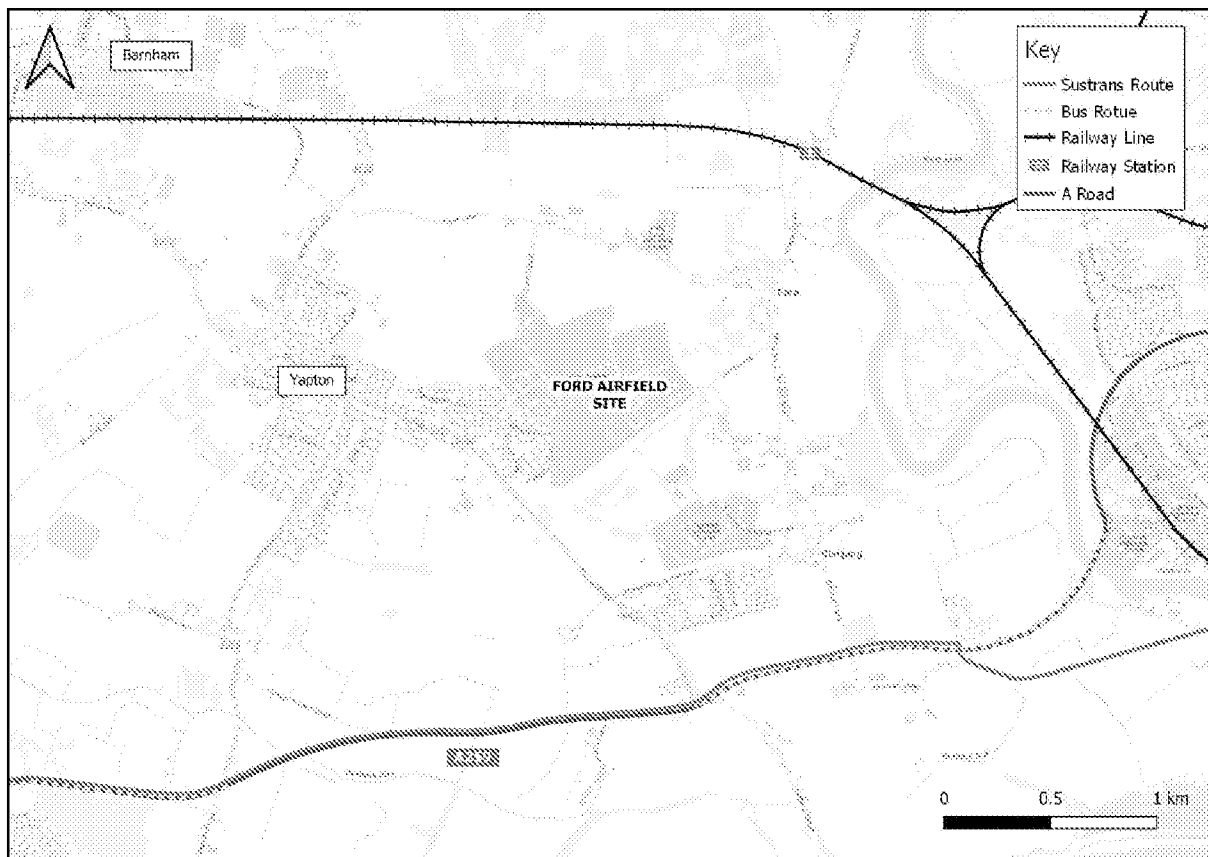 Barnham
Key
Sustrans Route
Bus Rotue
Railway Line
Railway Station
A Road
Yapton
FORD AIRFIELD
SITE
0 0.5 1 km